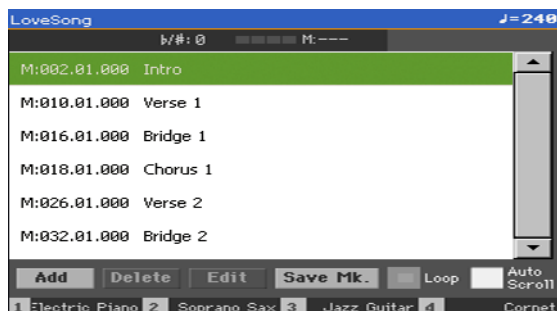 LoveSong ♩=240
b/#: 0 M:---
M:002.01.000 Intro
M:010.01.000 Verse 1
M:016.01.000 Bridge 1
M:018.01.000 Chorus 1
M:026.01.000 Verse 2
M:032.01.000 Bridge 2
Add Delete Edit Save Mk. Loop Auto Scroll
1 Electric Piano 2 Soprano Sax 3 Jazz Guitar 4 Cornet